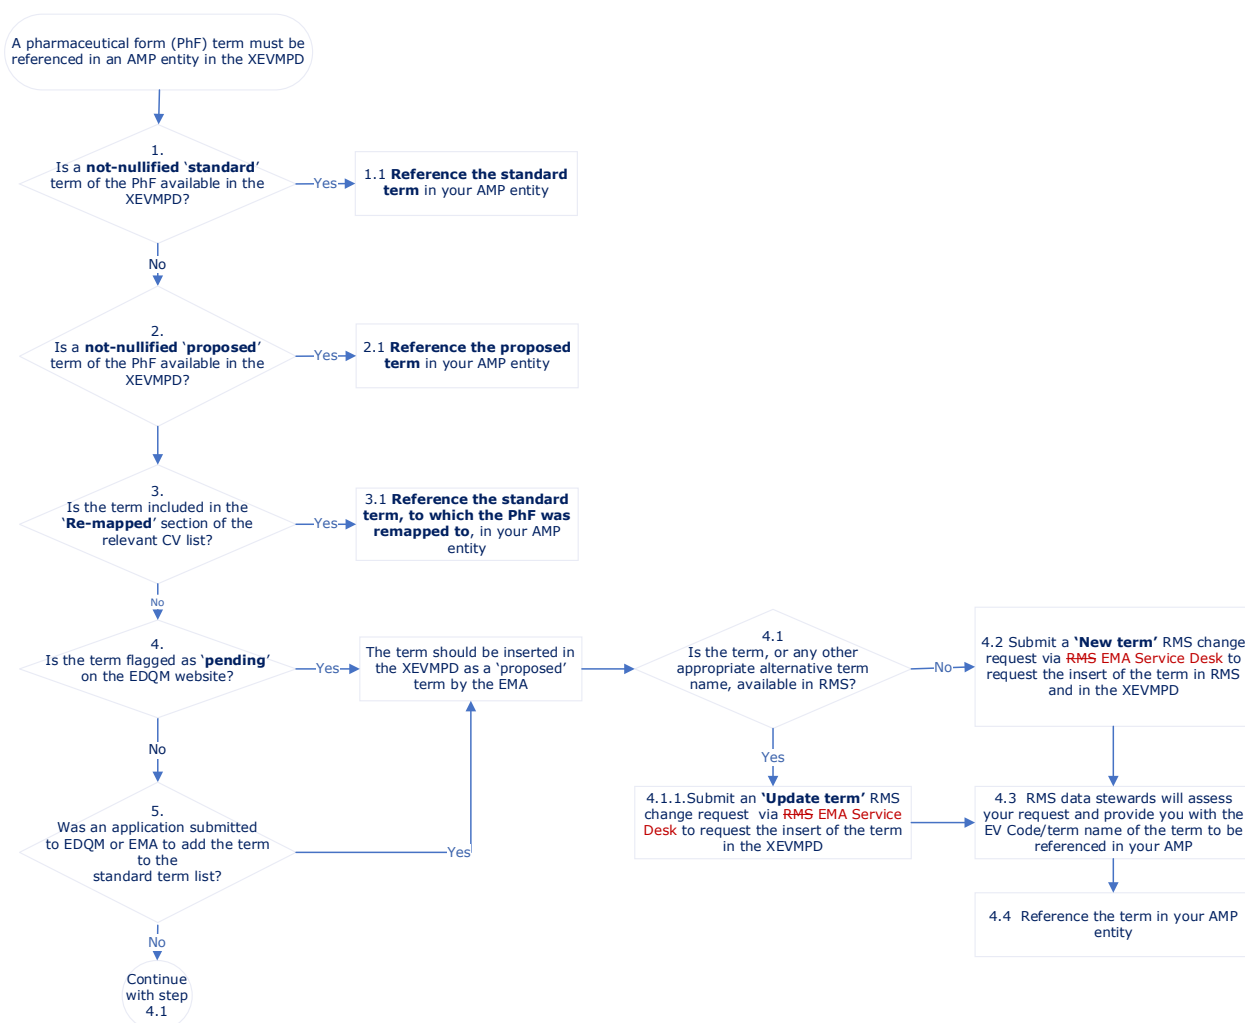 A pharmaceutical form (PhF) term must be
referenced in an AMP entity in the XEVMPD
1.
Is a not-nullified ‘standard’
term of the PhF available in the
XEVMPD?
Yes
1.1 Reference the standard
term in your AMP entity
No
2.
Is a not-nullified ‘proposed’
term of the PhF available in the
XEVMPD?
Yes
2.1 Reference the proposed
term in your AMP entity
3.
Is the term included in the
‘Re-mapped’ section of the
relevant CV list?
Yes
3.1 Reference the standard
term, to which the PhF was
remapped to, in your AMP
entity
No
4.
Is the term flagged as ‘pending’
on the EDQM website?
Yes
The term should be inserted in
the XEVMPD as a ‘proposed’
term by the EMA
4.1
Is the term, or any other
appropriate alternative term
name, available in RMS?
No
4.2 Submit a ‘New term’ RMS change
request via RMS EMA Service Desk to
request the insert of the term in RMS
and in the XEVMPD
Yes
4.1.1.Submit an ‘Update term’ RMS
change request  via RMS EMA Service
Desk to request the insert of the term
in the XEVMPD
4.3  RMS data stewards will assess
your request and provide you with the
EV Code/term name of the term to be
referenced in your AMP
4.4  Reference the term in your AMP
entity
No
5.
Was an application submitted
to EDQM or EMA to add the term
to the
standard term list?
Yes
No
Continue
with step
4.1